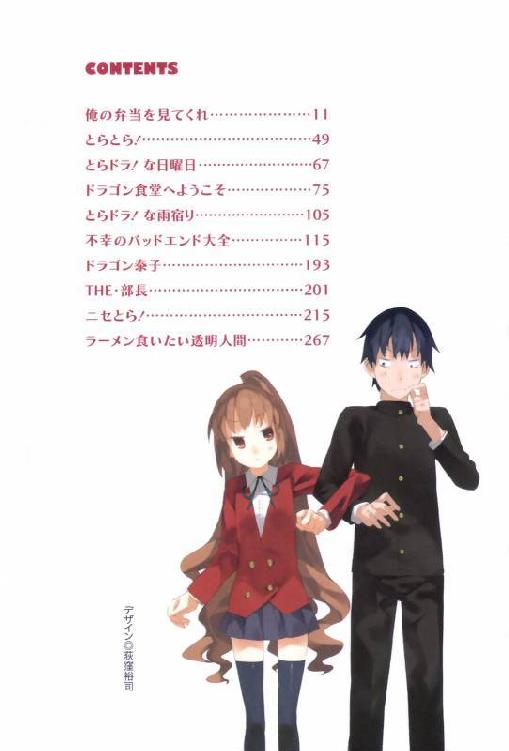 CONTENTS
俺の弁当を見てくれ…………………11
とらとら!…………………………49
とらドラ!な日曜日………………67
ドラゴン食堂へようこそ……………75
とらドラ!な雨宿り………………105
不幸のバッドエンド大全……………115
ドラゴン泰子………………………193
THE・部長…………………………201
ニセとら!…………………………215
ラーメン食いたい透明人間…………267
デザイン◎荻窪裕司